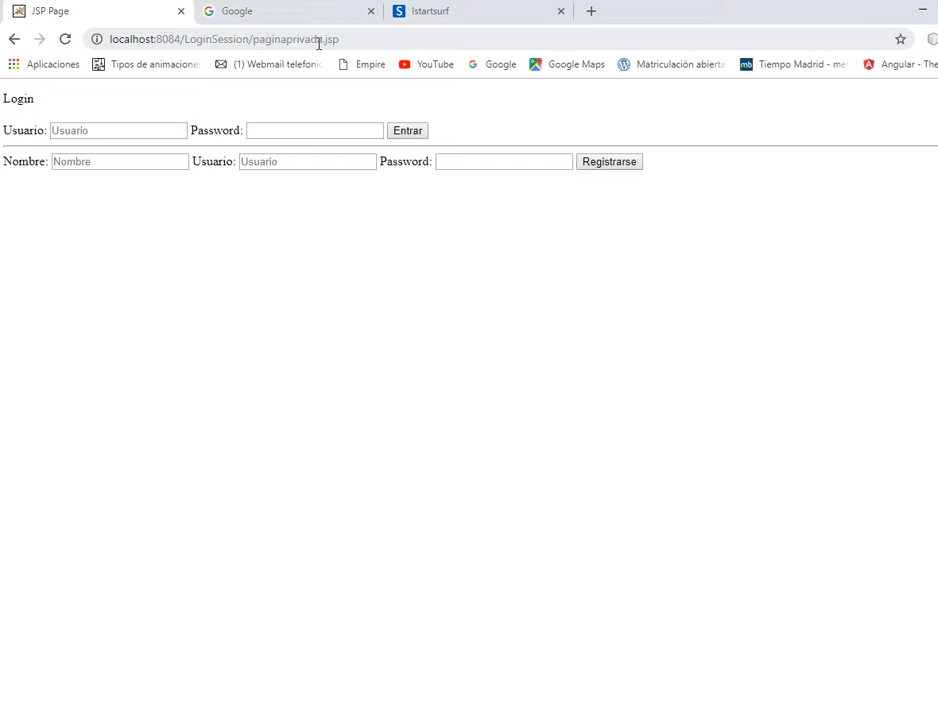 JSP Page
Google
Istartsurf
localhost:8084/LoginSession/paginaprivada.jsp
Aplicaciones
Tipos de animacione
(1) Webmail telefonic
Empire
YouTube
Google
Google Maps
Matriculación abierta
mb
Tiempo Madrid - met
Angular - The
Login
Usuario: Usuario Password: Entrar
Nombre: Nombre Usuario: Usuario Password: Registrarse